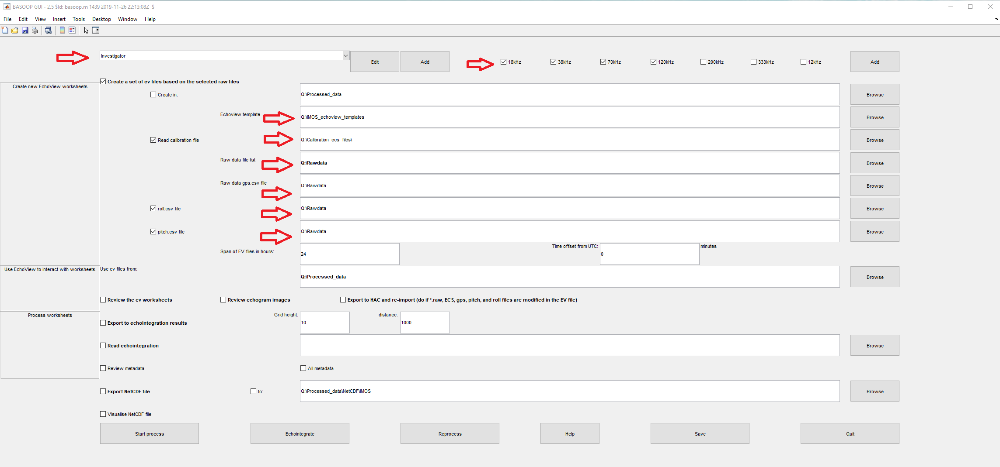 BASOOP GUI - 2.5 $Id: basoop.m 1439 2019-11-26 22:13:08Z $
File Edit View Insert Tools Desktop Window Help
Investigator
Edit
Add
18kHz
38kHz
70kHz
120kHz
200kHz
333kHz
12kHz
Add
Create a set of ev files based on the selected raw files
Create new EchoView worksheets
Create in:
Q:\Processed_data
Browse
Echoview template
Q:\IMOS_echoview_templates
Browse
Read calibration file
Q:\Calibration_ecs_files\
Browse
Raw data file list
Q:\Rawdata
Browse
Raw data gps.csv file
Q:\Rawdata
Browse
roll.csv file
Q:\Rawdata
Browse
pitch.csv file
Q:\Rawdata
Browse
Span of EV files in hours:
24
Time offset from UTC:
0
minutes
Use EchoView to interact with worksheets
Use ev files from:
Q:\Processed_data
Browse
Review the ev worksheets
Review echogram images
Export to HAC and re-import (do if *.raw, ECS, gps, pitch, and roll files are modified in the EV file)
Process worksheets
Export to echointegration results
Grid height:
10
distance:
1000
Read echointegration
Browse
Review metadata
All metadata
Export NetCDF file
to:
Q:\Processed_data\NetCDF\IMOS
Browse
Visualise NetCDF file
Start process
Echointegrate
Reprocess
Help
Save
Quit